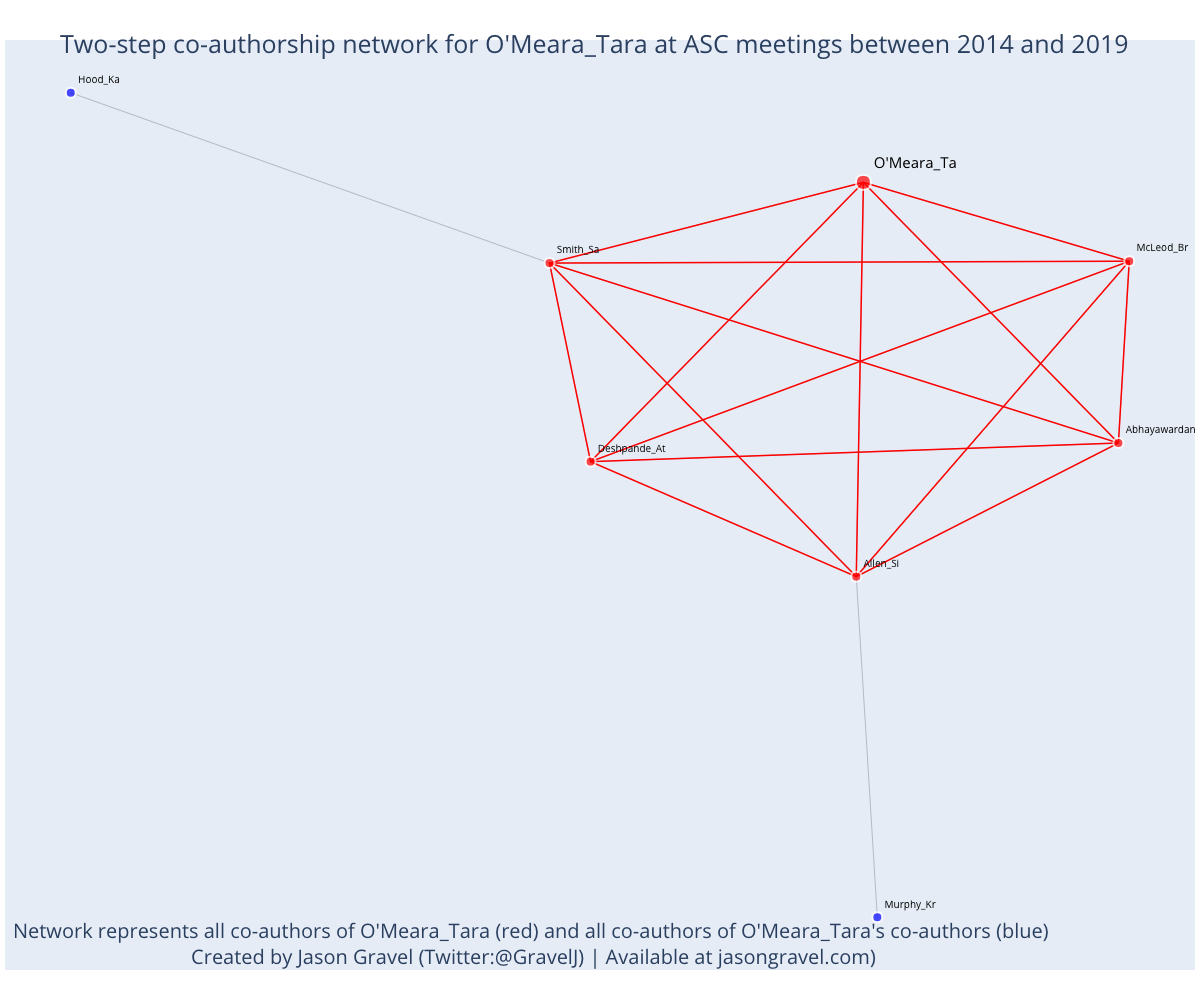 Two-step co-authorship network for O'Meara_Tara at ASC meetings between 2014 and 2019
Hood_Ka
O'Meara_Ta
Smith_Sa
McLeod_Br
Abhayawardan
Deshpande_At
Allen_Si
Murphy_Kr
Network represents all co-authors of O'Meara_Tara (red) and all co-authors of O'Meara_Tara's co-authors (blue)
Created by Jason Gravel (Twitter:@GravelJ) | Available at jasongravel.com)